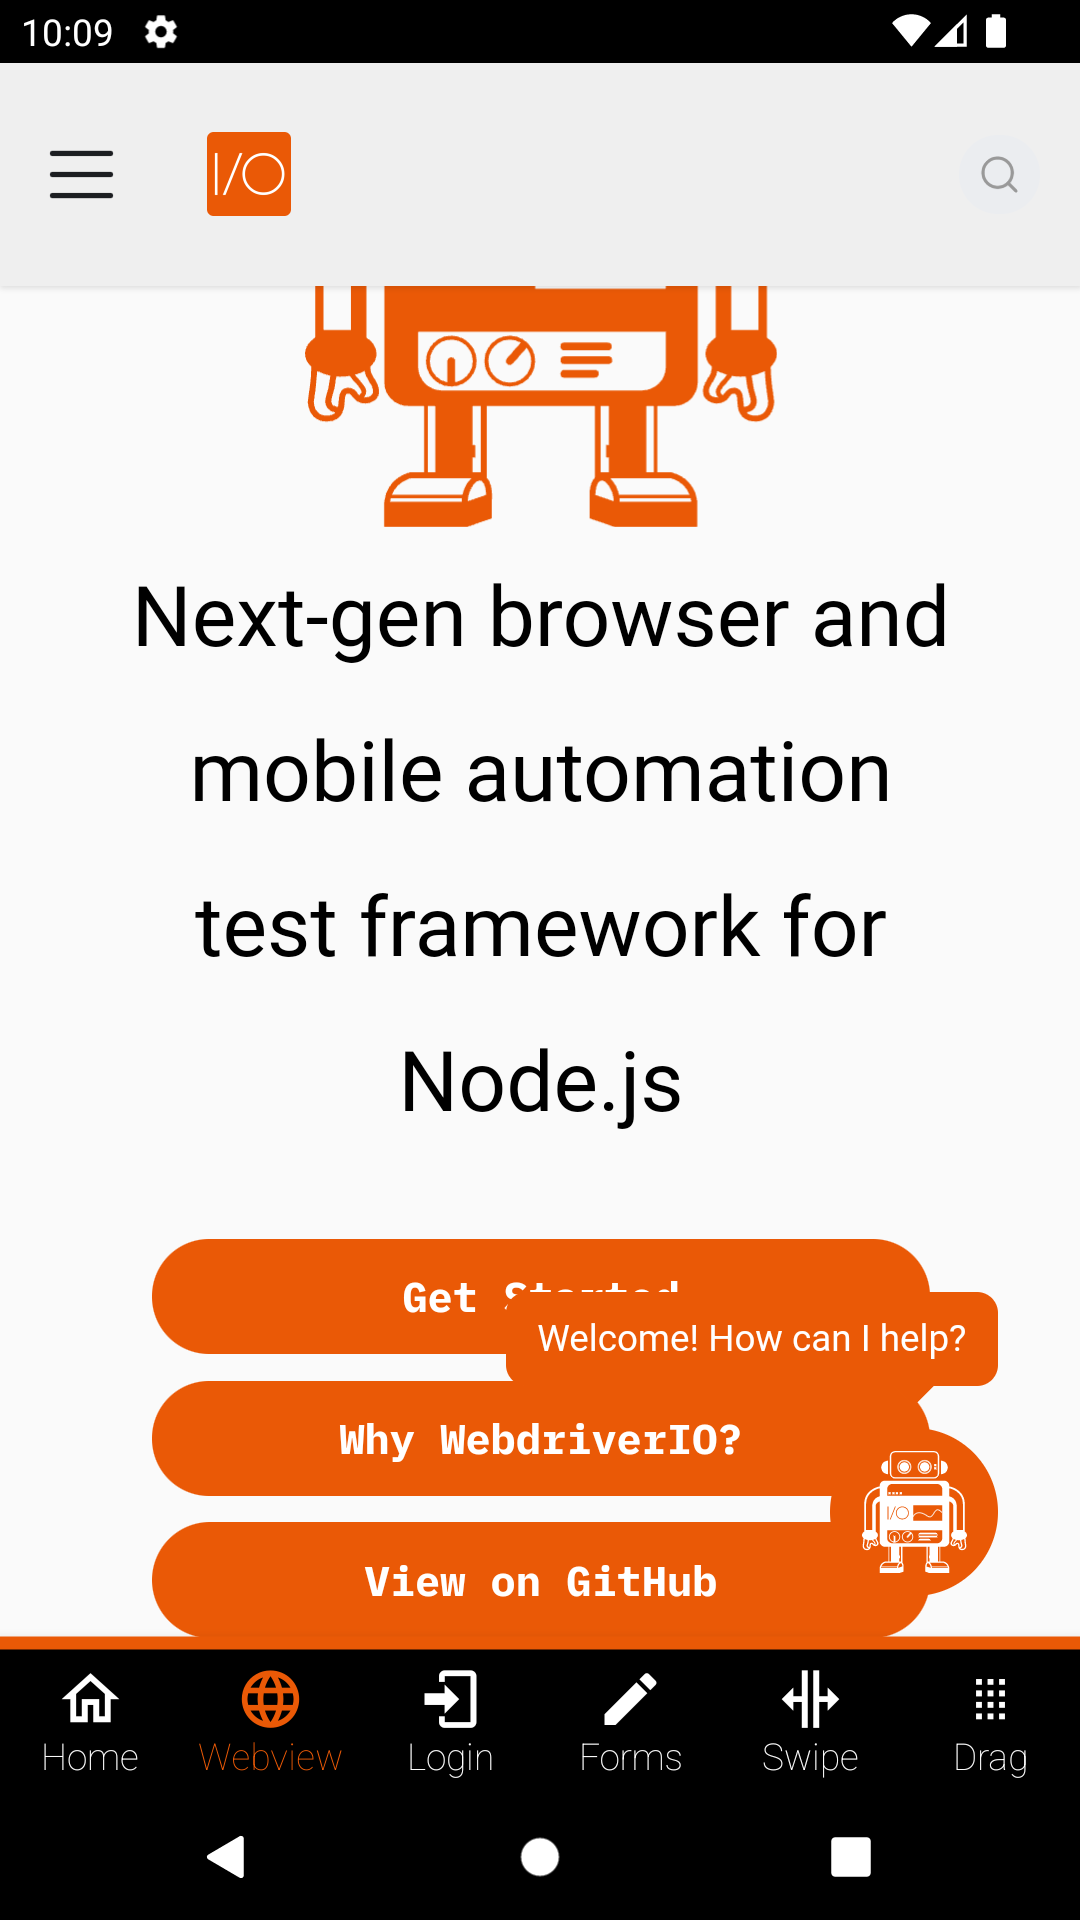 10:09
I/O
Next-gen browser and
mobile automation
test framework for
Node.js
Get Started
Welcome! How can I help?
Why WebdriverIO?
I/O
View on GitHub
Home Webview Login Forms Swipe Drag